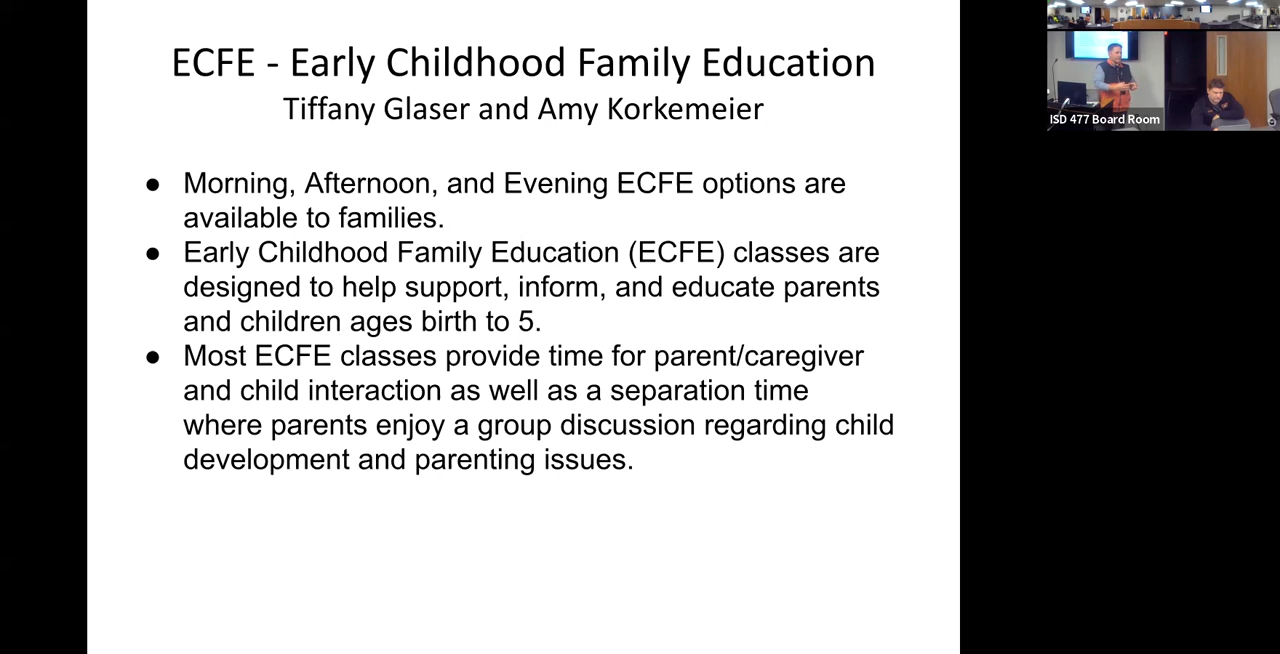 ECFE - Early Childhood Family Education
Tiffany Glaser and Amy Korkemeier
● Morning, Afternoon, and Evening ECFE options are
available to families.
● Early Childhood Family Education (ECFE) classes are
designed to help support, inform, and educate parents
and children ages birth to 5.
● Most ECFE classes provide time for parent/caregiver
and child interaction as well as a separation time
where parents enjoy a group discussion regarding child
development and parenting issues.
ISD 477 Board Room